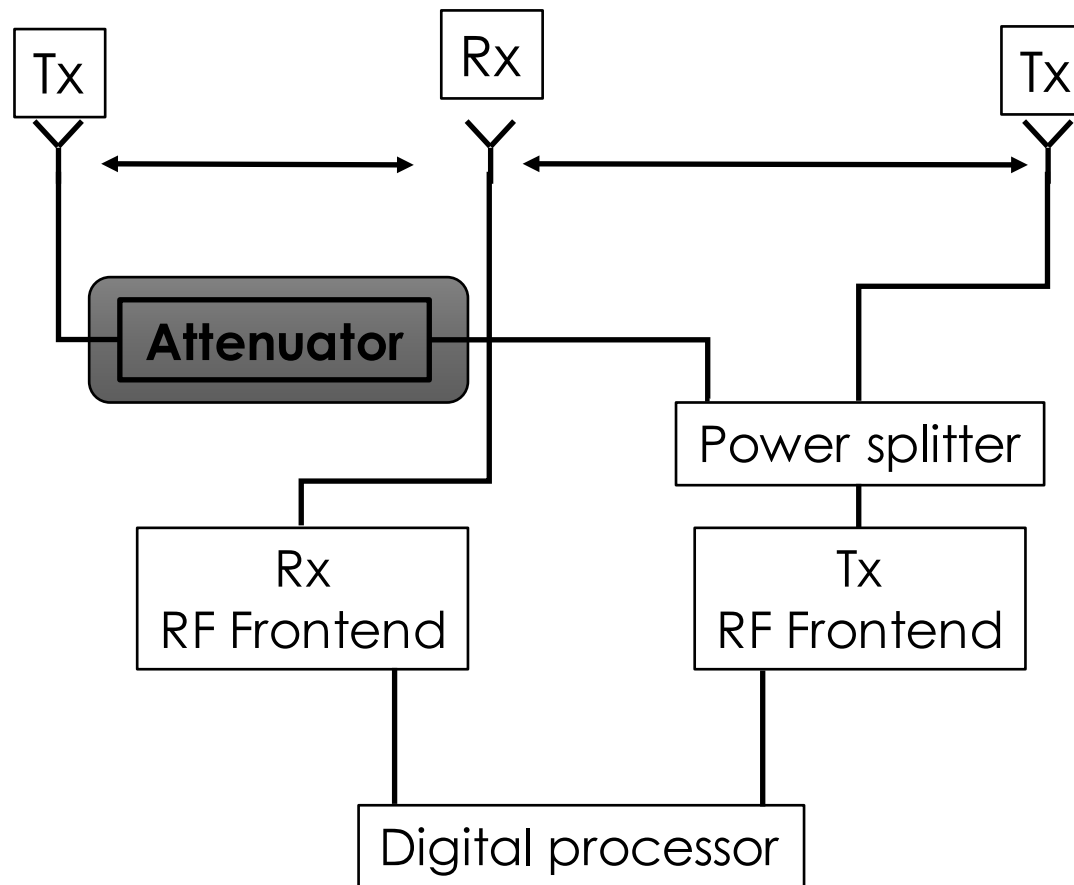 Tx
Rx
Tx
Attenuator
Power splitter
Rx
RF Frontend
Tx
RF Frontend
Digital processor